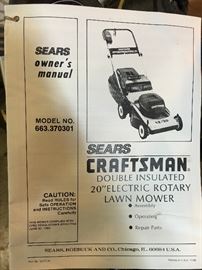 SEARS
owner's
manual
MODEL NO.
663.370301
CAUTION:
Read RULES for
Safe OPERATION
and INSTRUCTIONS
Carefully
SEARS
CRAFTSMAN
DOUBLE INSULATED
20" ELECTRIC ROTARY
LAWN MOWER
• Assembly
• Operating
• Repair Parts
SEARS, ROEBUCK AND CO., Chicago, IL. 60684 U.S.A.